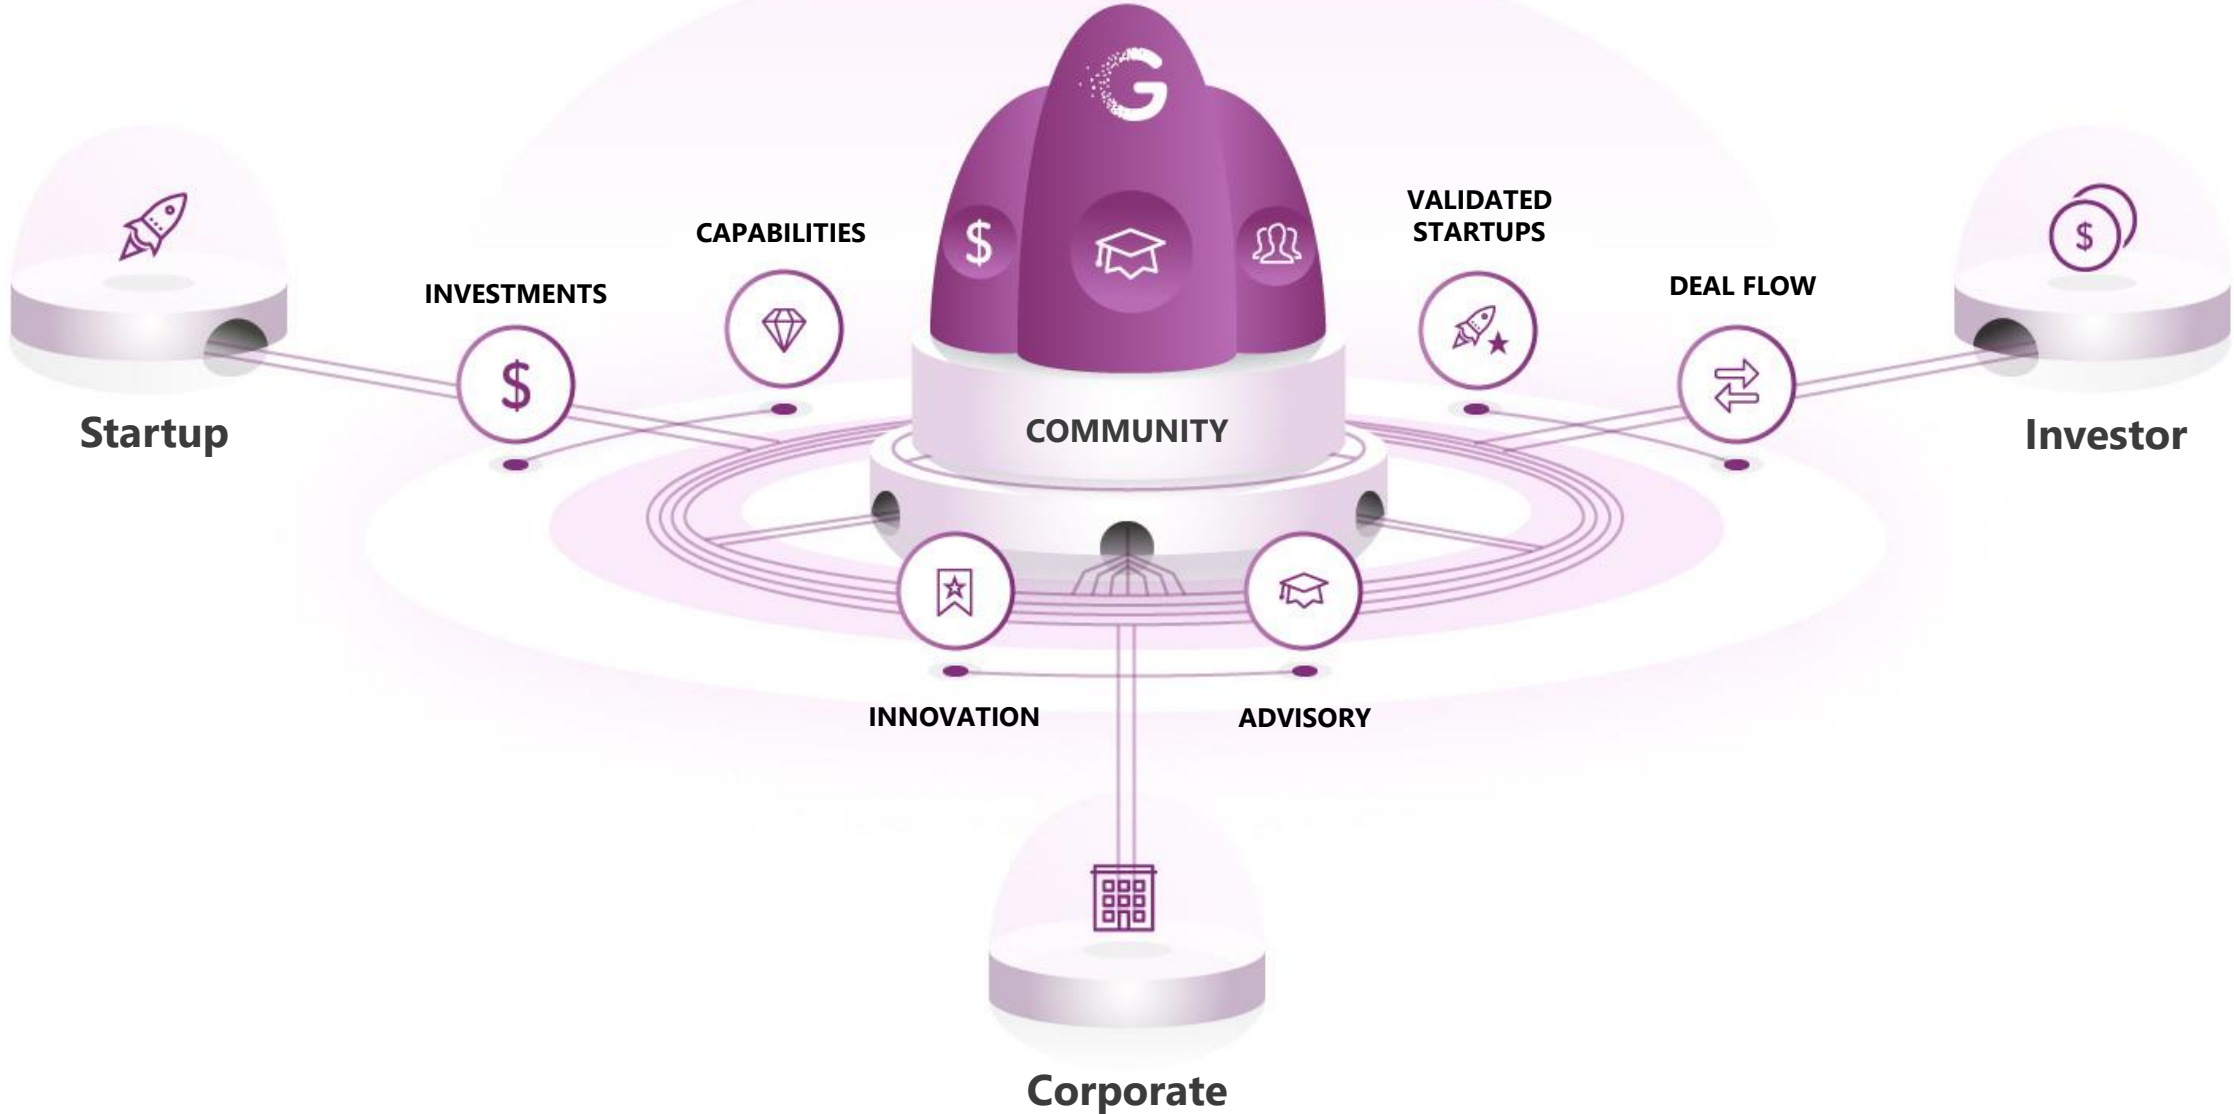 G
VALIDATED
STARTUPS
CAPABILITIES
DEAL FLOW
INVESTMENTS
$
$
$
COMMUNITY
Startup
Investor
INNOVATION
ADVISORY
Corporate